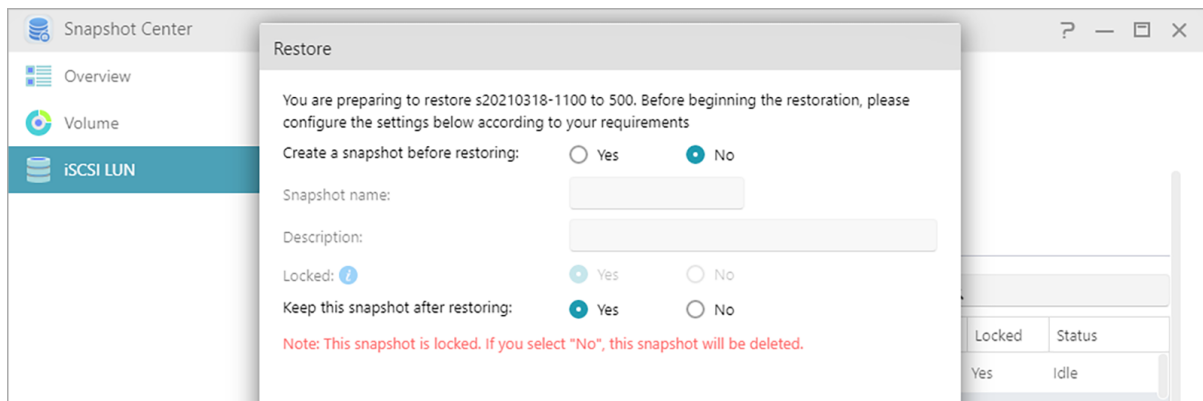 Snapshot Center
Overview
Volume
iSCSI LUN
Restore
You are preparing to restore s20210318-1100 to 500. Before beginning the restoration, please
configure the settings below according to your requirements
Create a snapshot before restoring: Yes No
Snapshot name:
Description:
Locked: i Yes No
Keep this snapshot after restoring: Yes No
Note: This snapshot is locked. If you select "No", this snapshot will be deleted.
Locked Status
Yes Idle